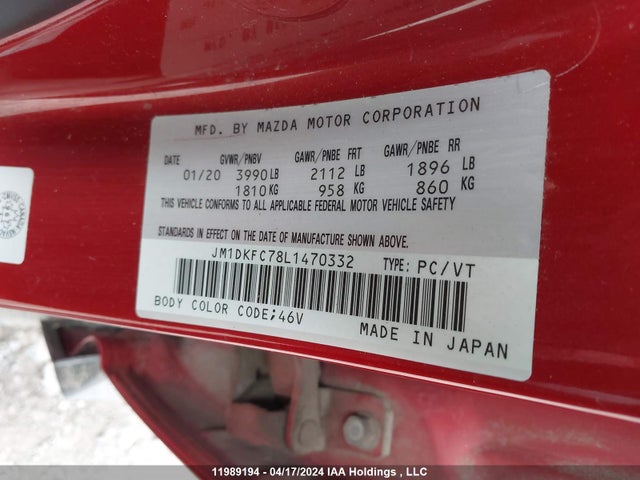 MFD. BY MAZDA MOTOR CORPORATION
DATE GVWR/PNBV GAWR/PNBE FRT GAWR/PNBE RR
01/20 3990 LB 2112 LB 1896 LB
1810 KG 958 KG 860 KG
THIS VEHICLE CONFORMS TO ALL APPLICABLE FEDERAL MOTOR VEHICLE SAFETY
STANDARDS IN EFFECT ON THE DATE OF MANUFACTURE SHOWN ABOVE.
JM1DKFC78L1470332 TYPE: PC/VT
BODY COLOR CODE;46V
MADE IN JAPAN
11989194 - 04/17/2024 IAA Holdings , LLC